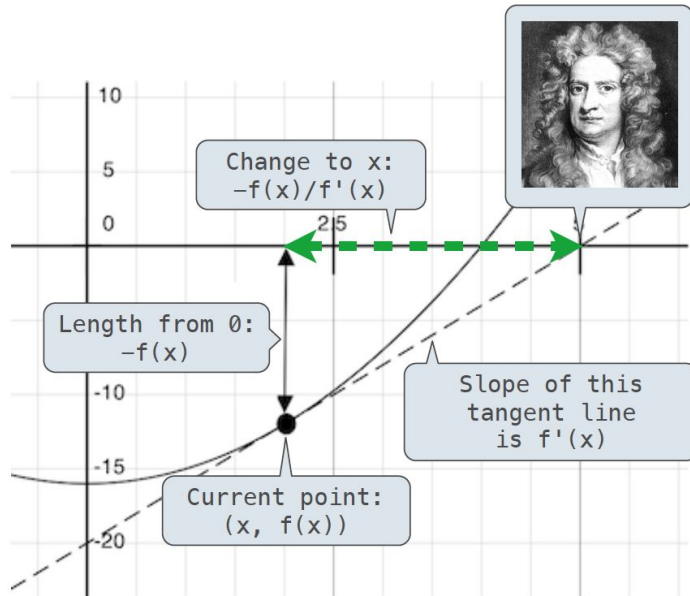 10
5
0
2.5
Change to x:
−f(x)/f'(x)
Length from 0:
−f(x)
-10
-15
-20
Slope of this
tangent line
is f'(x)
Current point:
(x, f(x))